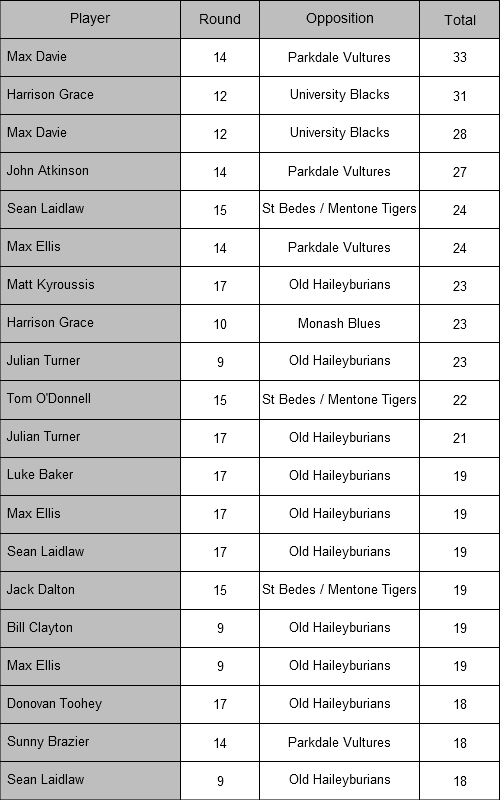 Player Round Opposition Total
Max Davie 14 Parkdale Vultures 33
Harrison Grace 12 University Blacks 31
Max Davie 12 University Blacks 28
John Atkinson 14 Parkdale Vultures 27
Sean Laidlaw 15 St Bedes / Mentone Tigers 24
Max Ellis 14 Parkdale Vultures 24
Matt Kyroussis 17 Old Haileyburians 23
Harrison Grace 10 Monash Blues 23
Julian Turner 9 Old Haileyburians 23
Tom O'Donnell 15 St Bedes / Mentone Tigers 22
Julian Turner 17 Old Haileyburians 21
Luke Baker 17 Old Haileyburians 19
Max Ellis 17 Old Haileyburians 19
Sean Laidlaw 17 Old Haileyburians 19
Jack Dalton 15 St Bedes / Mentone Tigers 19
Bill Clayton 9 Old Haileyburians 19
Max Ellis 9 Old Haileyburians 19
Donovan Toohey 17 Old Haileyburians 18
Sunny Brazier 14 Parkdale Vultures 18
Sean Laidlaw 9 Old Haileyburians 18